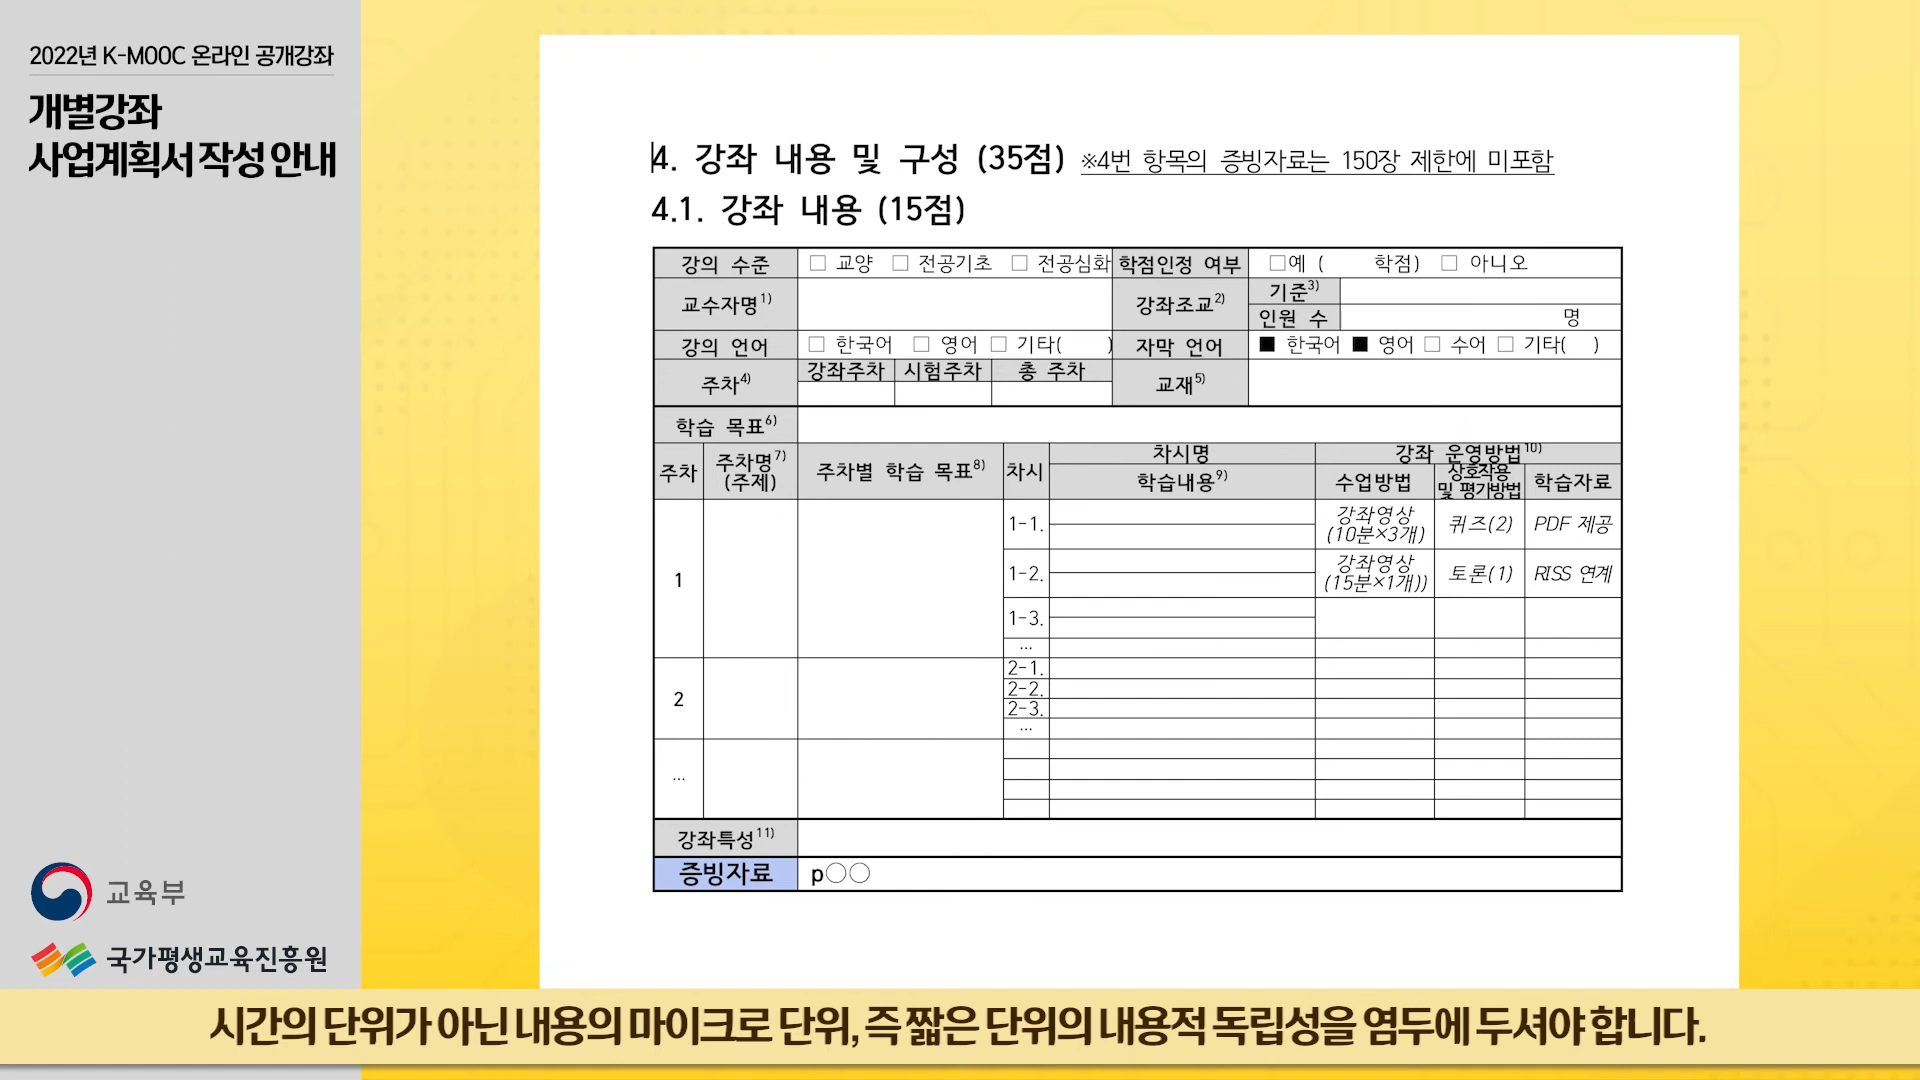 2022년 K-MOOC 온라인 공개강좌
개별강좌
사업계획서 작성 안내
4. 강좌 내용 및 구성 (35점) ※4번 항목의 증빙자료는 150장 제한에 미포함
4.1. 강좌 내용 (15점)
강의 수준 □ 교양 □ 전공기초 □ 전공심화 학점인정 여부 □예 ( 학점) □ 아니오
교수자명1) 강좌조교2) 기준3)
인원 수 명
강의 언어 □ 한국어 □ 영어 □ 기타( ) 자막 언어 ■ 한국어 ■ 영어 □ 수어 □ 기타( )
주차4) 강좌주차 시험주차 총 주차 교재5)
학습 목표6)
주차 주차명7) (주제) 주차별 학습 목표8) 차시 차시명 강좌 운영방법10)
학습내용9) 수업방법 상호작용 및 평가방법 학습자료
1 1-1. 강좌영상 (10분×3개) 퀴즈(2) PDF 제공
1-2. 강좌영상 (15분×1개)) 토론(1) RISS 연계
1-3.
...
2 2-1.
2-2.
2-3.
...
...
강좌특성11)
증빙자료 p○○
교육부
국가평생교육진흥원
시간의 단위가 아닌 내용의 마이크로 단위, 즉 짧은 단위의 내용적 독립성을 염두에 두셔야 합니다.